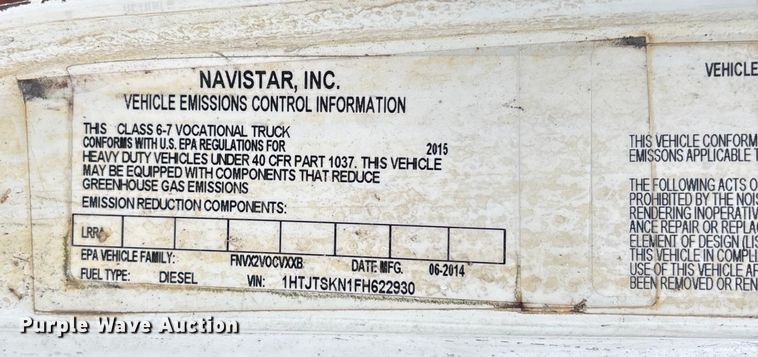 NAVISTAR, INC.
VEHICLE EMISSIONS CONTROL INFORMATION
THIS CLASS 6-7 VOCATIONAL TRUCK
CONFORMS WITH U.S. EPA REGULATIONS FOR 2015
HEAVY DUTY VEHICLES UNDER 40 CFR PART 1037. THIS VEHICLE
MAY BE EQUIPPED WITH COMPONENTS THAT REDUCE
GREENHOUSE GAS EMISSIONS
EMISSION REDUCTION COMPONENTS:
LRRA
EPA VEHICLE FAMILY: FNVX2VOCVXXB DATE MFG. 06-2014
FUEL TYPE: DIESEL VIN: 1HTJTSKN1FH622930
VEHICLE
THIS VEHICLE CONFORM
EMISSONS APPLICABLE T
THE FOLLOWING ACTS O
PROHIBITED BY THE NOIS
RENDERING INOPERATIV
ANCE REPAIR OR REPLAC
ELEMENT OF DESIGN (LIS
THIS VEHICLE IN COMPLI
USE OF THIS VEHICLE AF
BEEN REMOVED OR REN
Purple Wave Auction